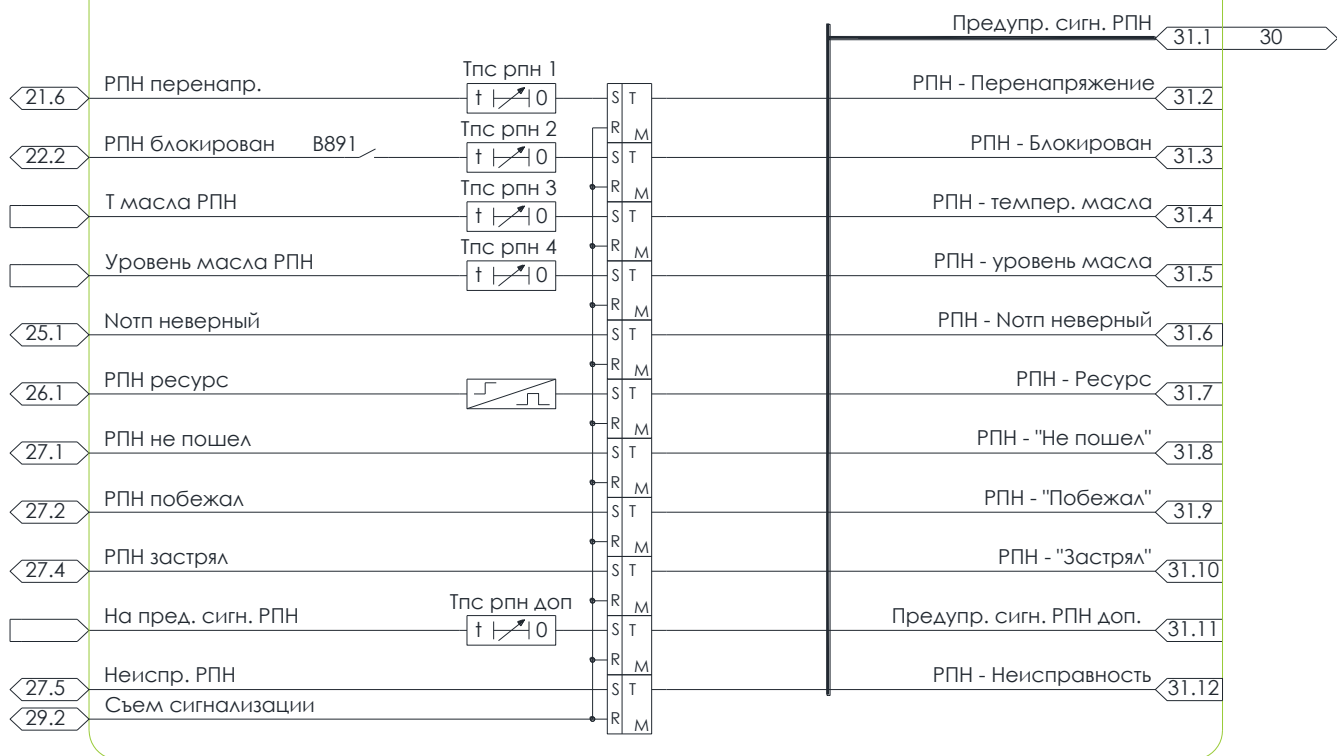 Предупр. сигн. РПН
31.1 30
Тпс рпн 1
21.6 РПН перенапр. t 0 S T РПН - Перенапряжение 31.2
R M
Тпс рпн 2
22.2 РПН блокирован B891 t 0 S T РПН - Блокирован 31.3
R M
Тпс рпн 3
Т масла РПН t 0 S T РПН - темпер. масла 31.4
R M
Тпс рпн 4
Уровень масла РПН t 0 S T РПН - уровень масла 31.5
R M
25.1 Nотп неверный S T РПН - Nотп неверный 31.6
R M
26.1 РПН ресурс S T РПН - Ресурс 31.7
R M
27.1 РПН не пошел S T РПН - "Не пошел" 31.8
R M
27.2 РПН побежал S T РПН - "Побежал" 31.9
R M
27.4 РПН застрял S T РПН - "Застрял" 31.10
R M
Тпс рпн доп
На пред. сигн. РПН t 0 S T Предупр. сигн. РПН доп. 31.11
R M
27.5 Неиспр. РПН S T РПН - Неисправность 31.12
29.2 Съем сигнализации R M